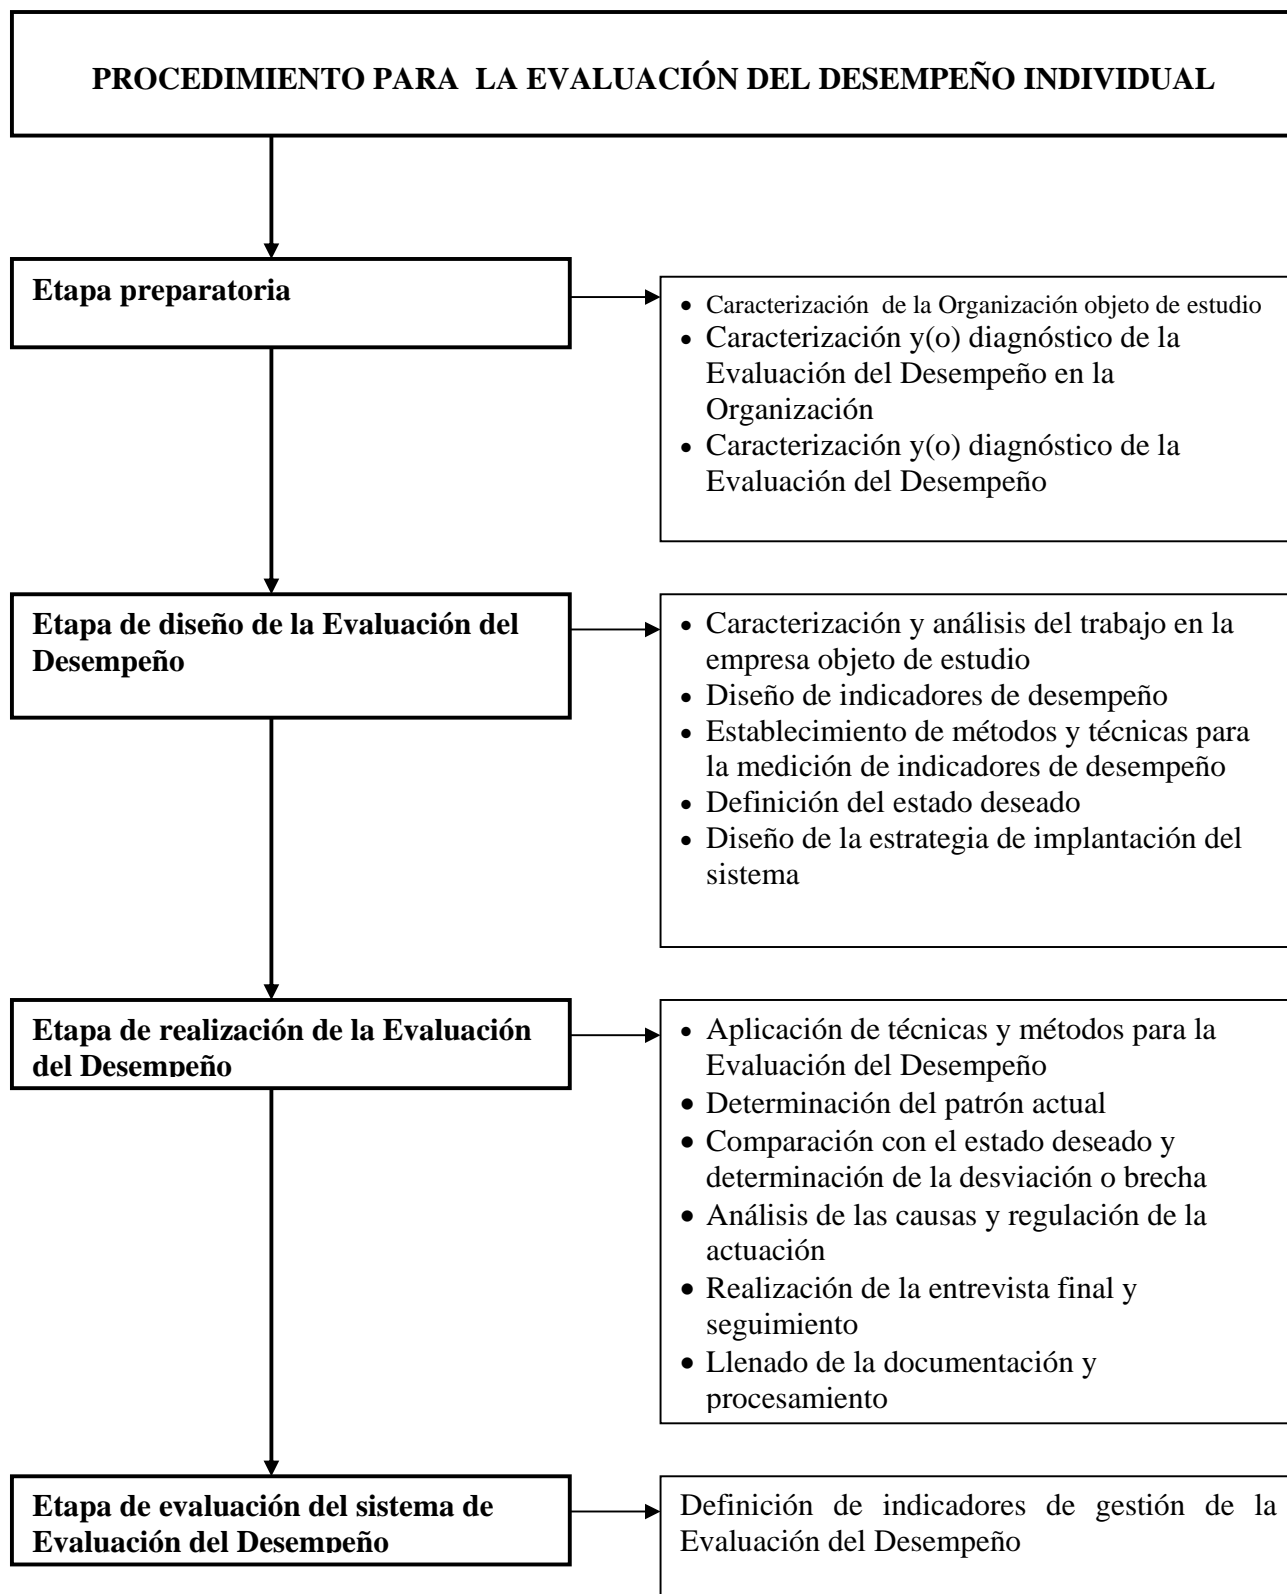 PROCEDIMIENTO PARA  LA EVALUACIÓN DEL DESEMPEÑO INDIVIDUAL
Etapa preparatoria
• Caracterización  de la Organización objeto de estudio
• Caracterización y(o) diagnóstico de la
Evaluación del Desempeño en la
Organización
• Caracterización y(o) diagnóstico de la
Evaluación del Desempeño
Etapa de diseño de la Evaluación del
Desempeño
• Caracterización y análisis del trabajo en la
empresa objeto de estudio
• Diseño de indicadores de desempeño
• Establecimiento de métodos y técnicas para
la medición de indicadores de desempeño
• Definición del estado deseado
• Diseño de la estrategia de implantación del
sistema
Etapa de realización de la Evaluación
del Desempeño
• Aplicación de técnicas y métodos para la
Evaluación del Desempeño
• Determinación del patrón actual
• Comparación con el estado deseado y
determinación de la desviación o brecha
• Análisis de las causas y regulación de la
actuación
• Realización de la entrevista final y
seguimiento
• Llenado de la documentación y
procesamiento
Etapa de evaluación del sistema de
Evaluación del Desempeño
Definición de indicadores de gestión de la
Evaluación del Desempeño